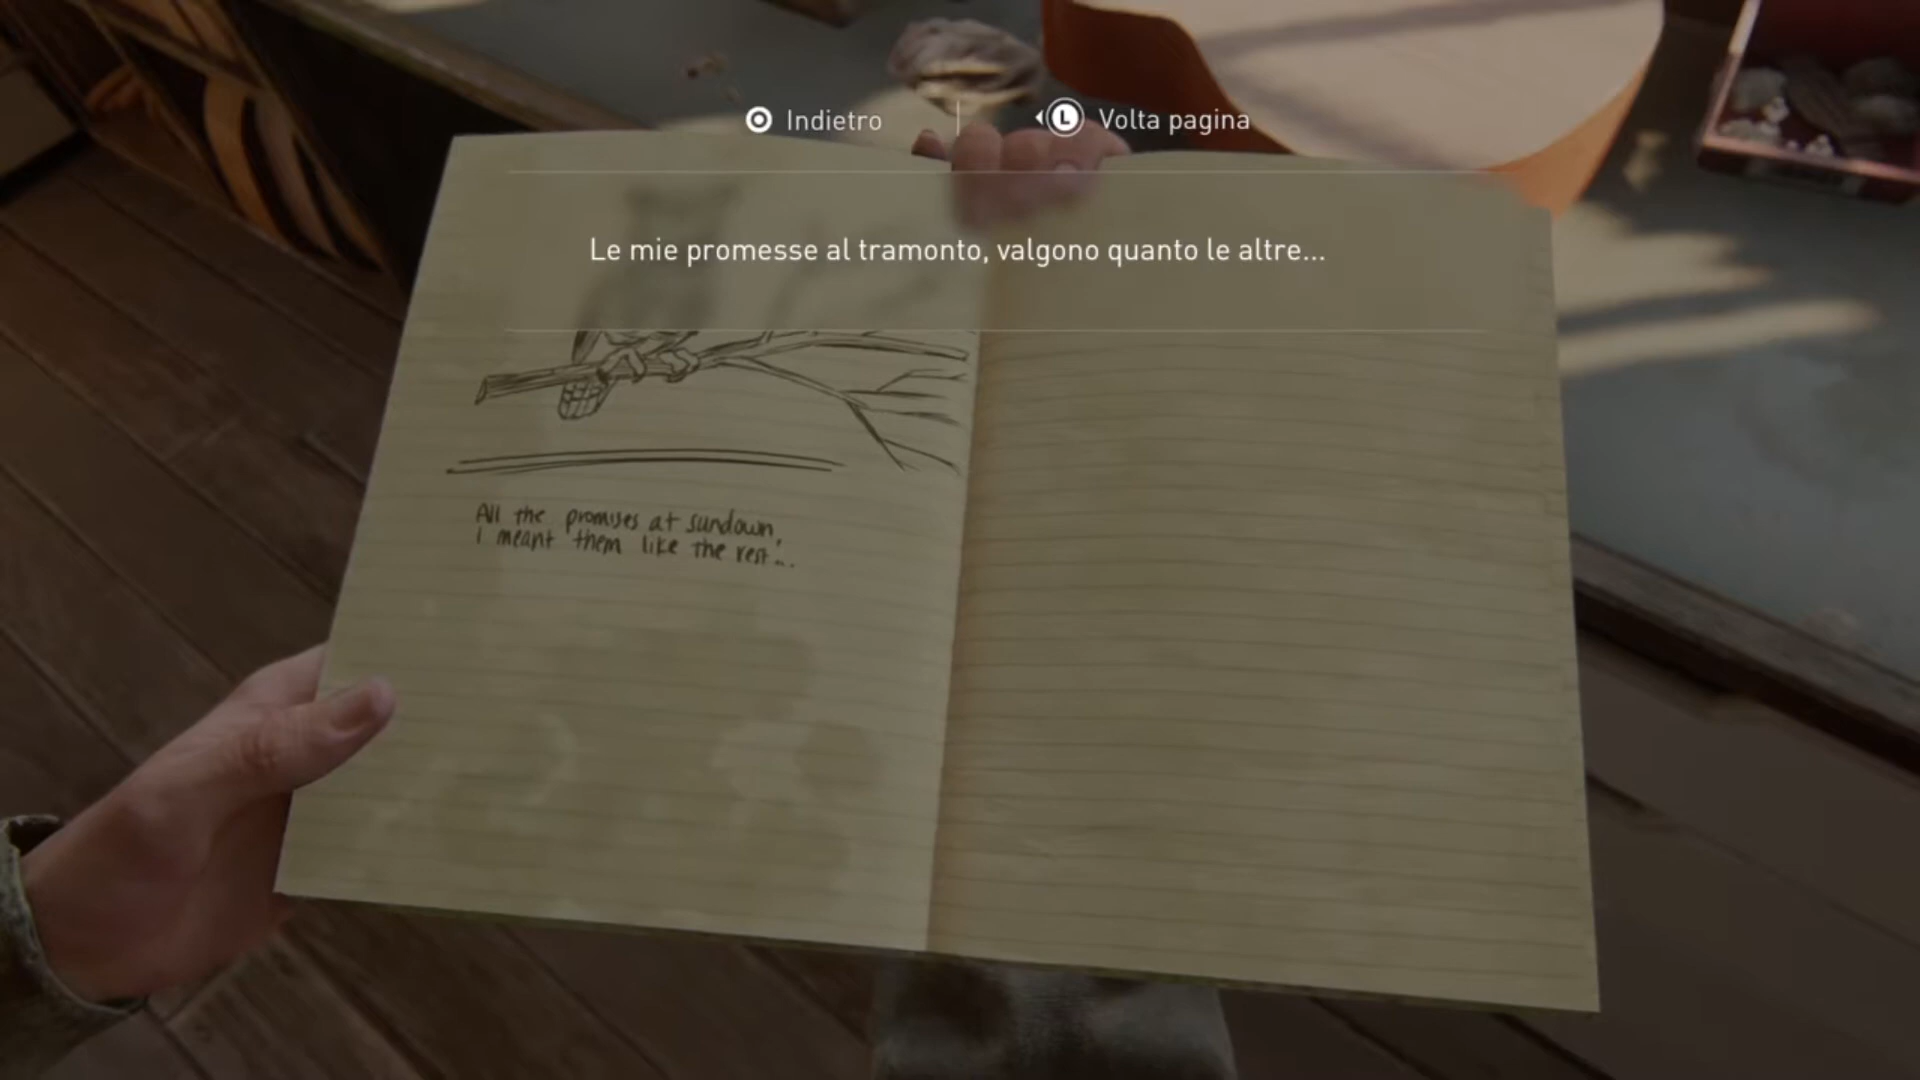 Indietro
L Volta pagina
Le mie promesse al tramonto, valgono quanto le altre...
All the promises at sundown,
i meant them like the rest...